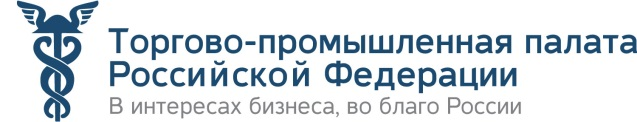 Торгово-промышленная палата
Российской Федерации
В интересах бизнеса, во благо России